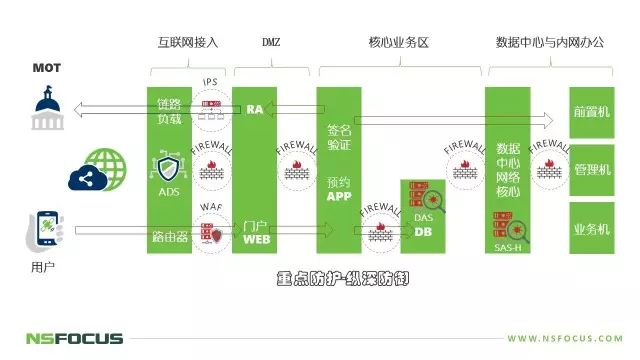 互联网接入
DMZ
核心业务区
数据中心与内网办公
MOT
链路
负载
IPS
RA
签名
验证
前置机
FIREWALL
FIREWALL
FIREWALL
FIREWALL
ADS
预约
APP
数据
中心
网络
核心
管理机
用户
路由器
WAF
门户
WEB
FIREWALL
DAS
DB
SAS-H
业务机
重点防护-纵深防御
NSFOCUS
WWW.NSFOCUS.COM